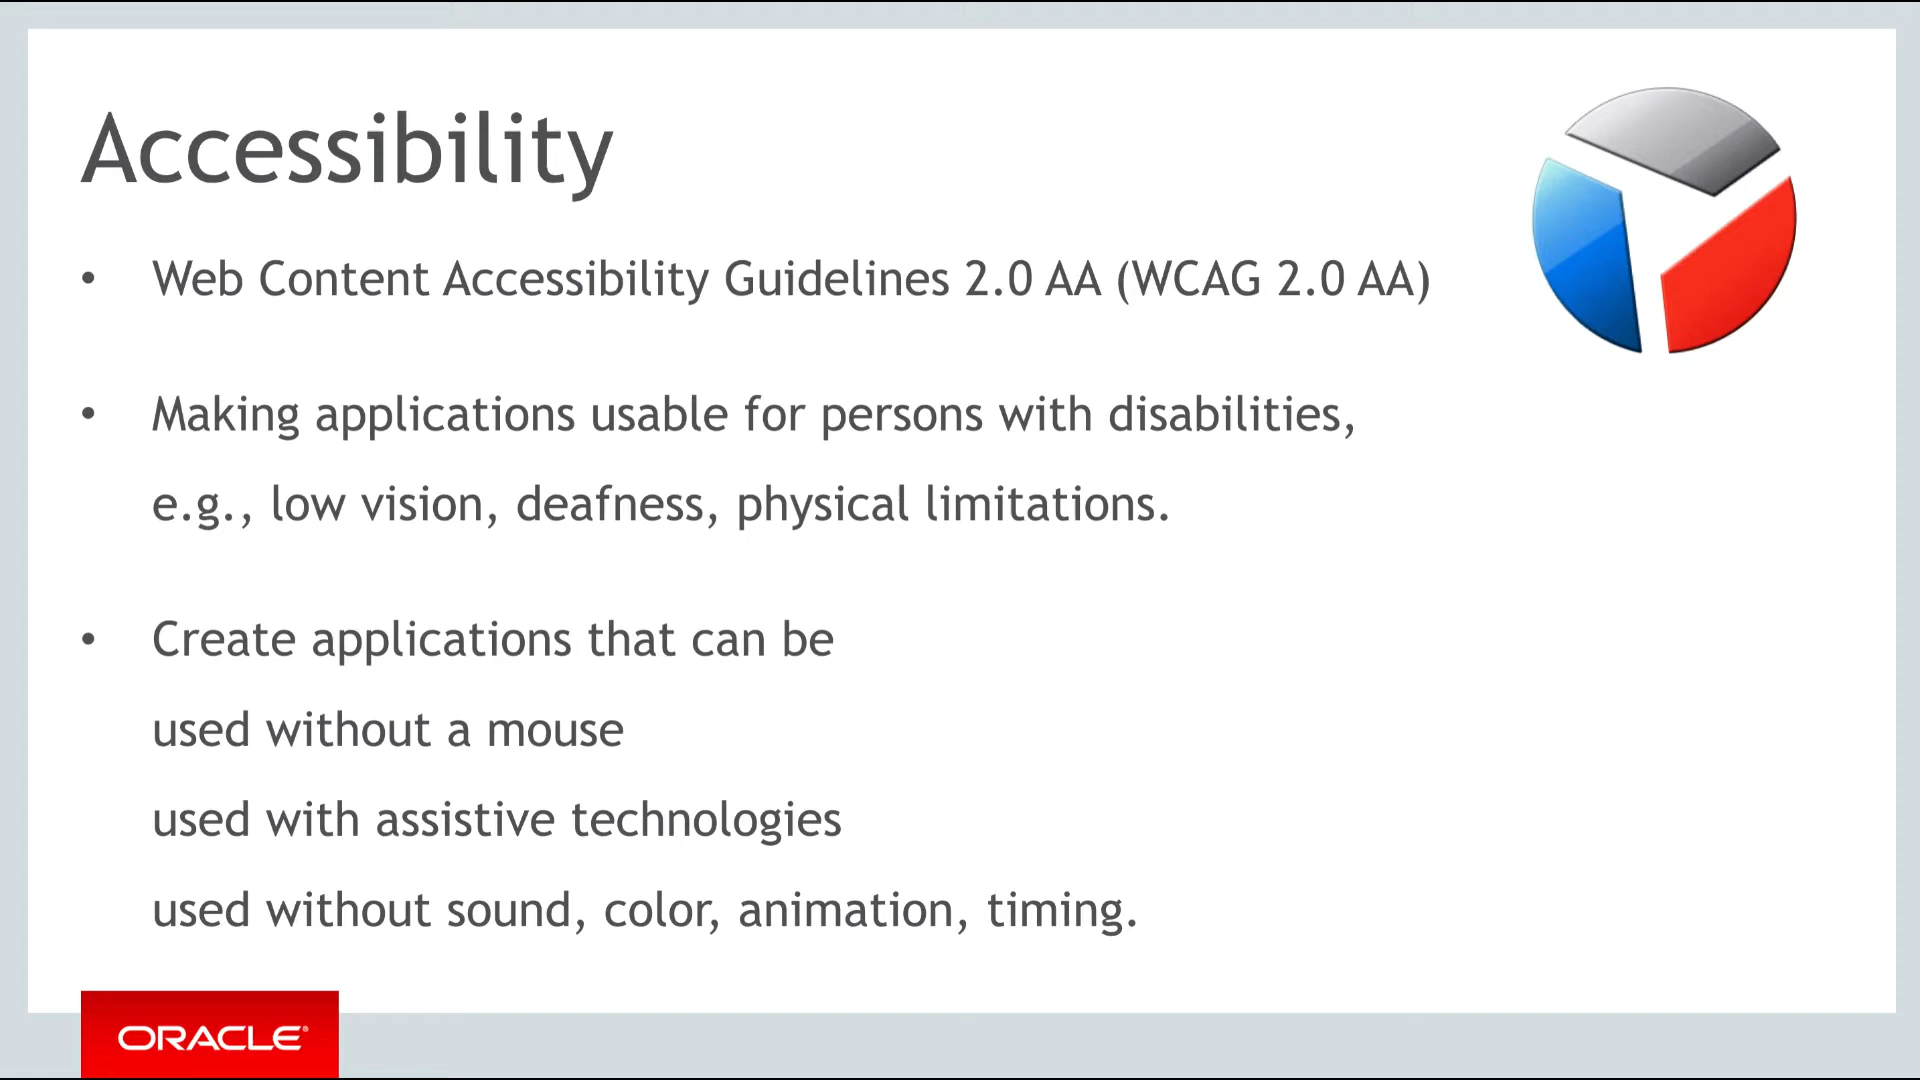 Accessibility
• Web Content Accessibility Guidelines 2.0 AA (WCAG 2.0 AA)
• Making applications usable for persons with disabilities,
e.g., low vision, deafness, physical limitations.
• Create applications that can be
used without a mouse
used with assistive technologies
used without sound, color, animation, timing.
ORACLE®